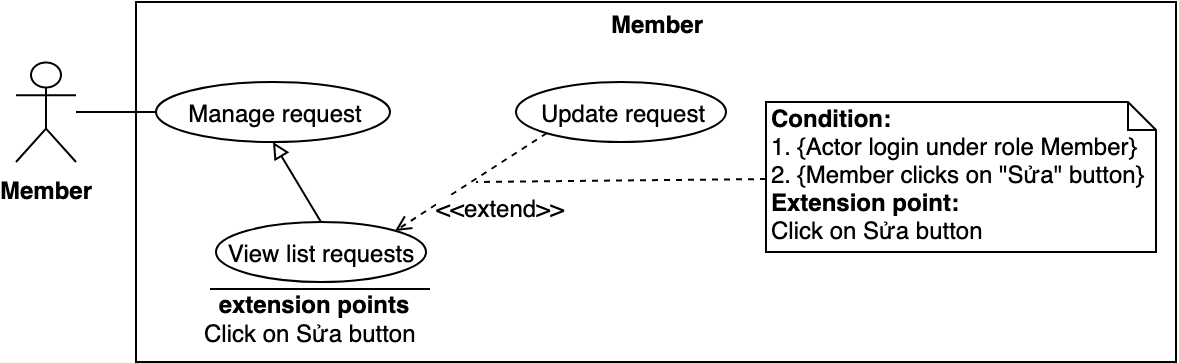 Member
Member
Manage request
Update request
Condition:
1. {Actor login under role Member}
2. {Member clicks on "Sửa" button}
Extension point:
Click on Sửa button
<<extend>>
View list requests
extension points
Click on Sửa button